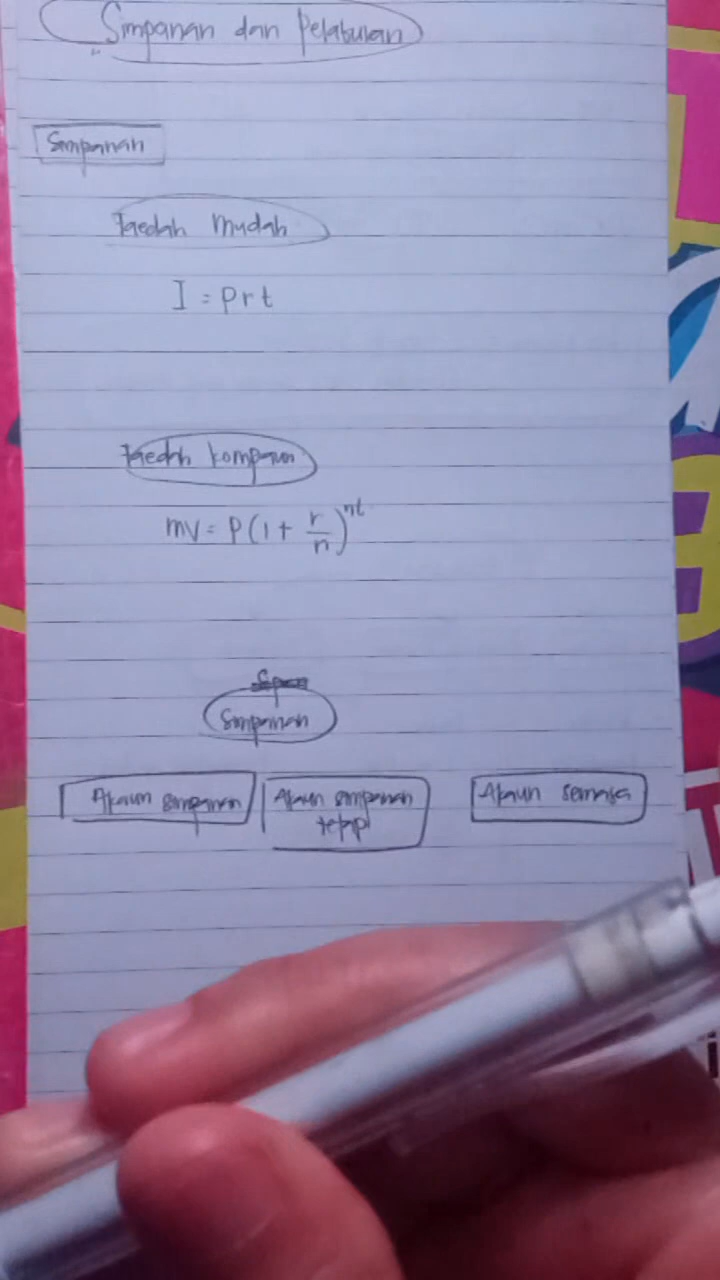 Simpanan dan Pelaburan
Simpanan
Faedah mudah
I = prt
Faedah kompaun
mv = P(1 + r/n)^nt
Simpanan
Akaun simpanan
Akaun simpanan tetap
Akaun semasa